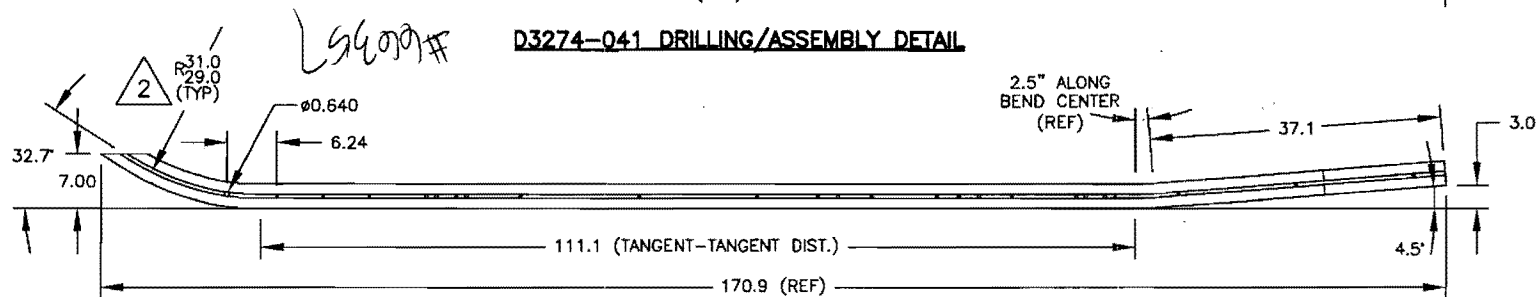 D3274-041 DRILLING/ASSEMBLY DETAIL
2
R31.0
29.0
(TYP)
ø0.640
6.24
32.7°
7.00
2.5" ALONG
BEND CENTER
(REF)
37.1
3.0
111.1 (TANGENT-TANGENT DIST.)
4.5°
170.9 (REF)